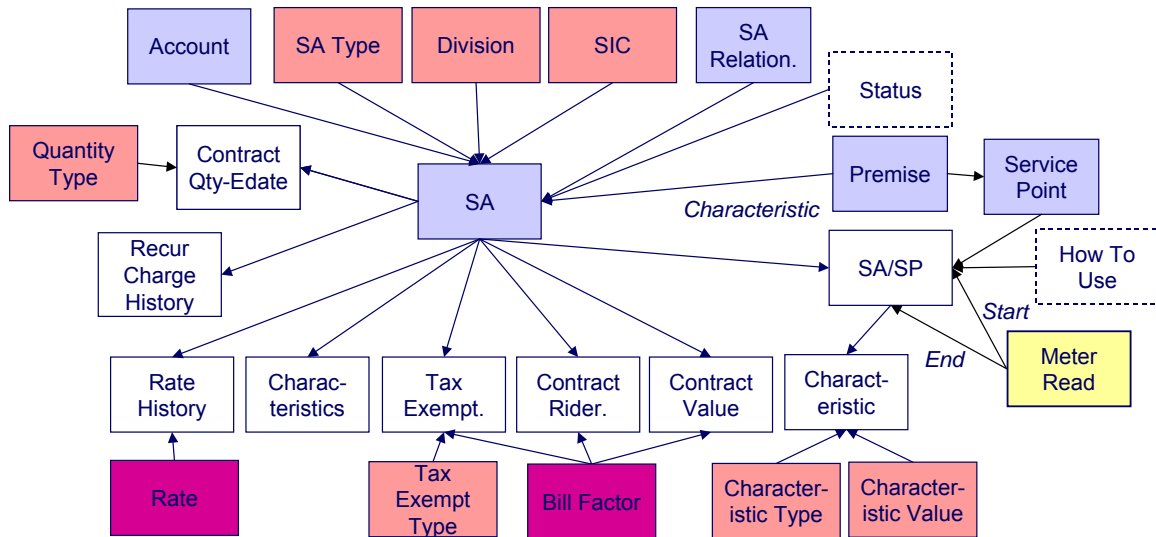 Account
SA Type
Division
SIC
SA
Relation.
Status
Quantity
Type
Contract
Qty-Edate
SA
Premise
Service
Point
Characteristic
Recur
Charge
History
SA/SP
How To
Use
Start
End
Meter
Read
Rate
History
Charac-
teristics
Tax
Exempt.
Contract
Rider.
Contract
Value
Charact-
eristic
Rate
Tax
Exempt
Type
Bill Factor
Character-
istic Type
Character-
istic Value